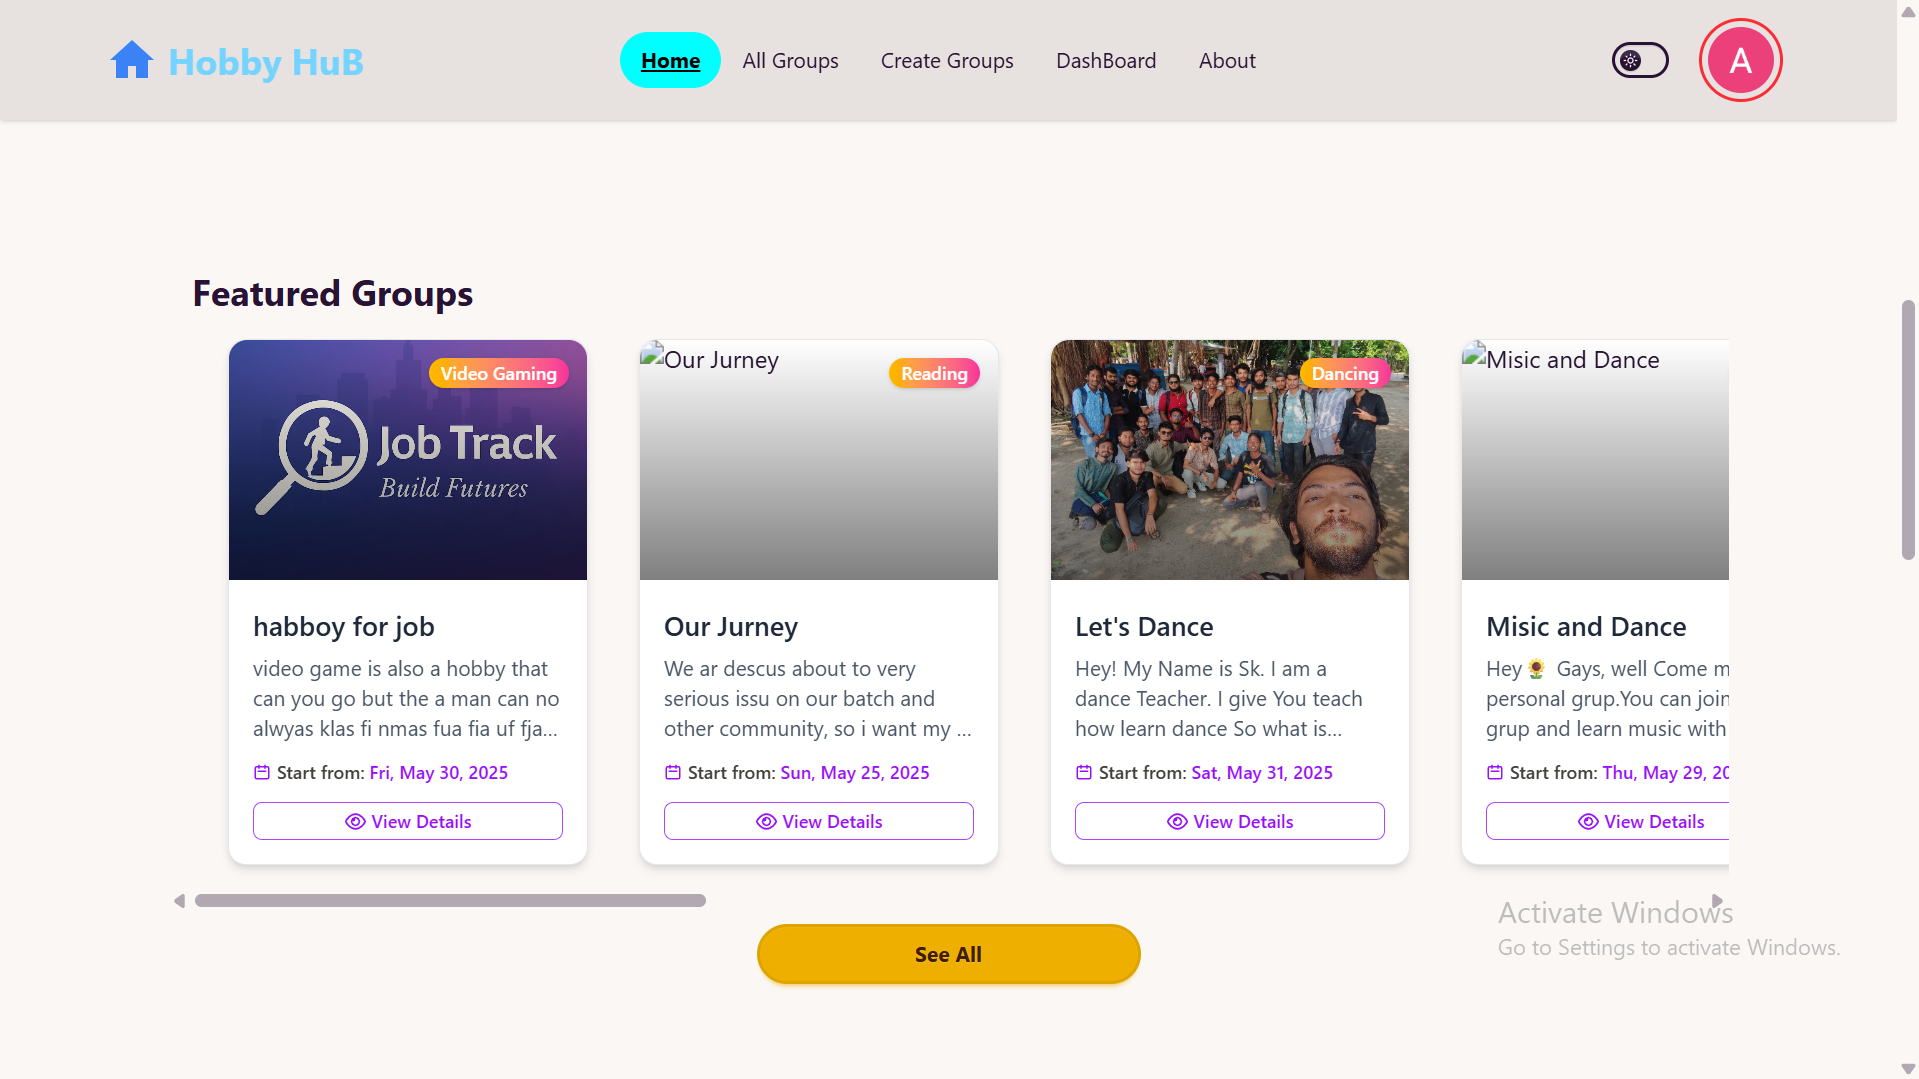 Hobby HuB
Home
All Groups
Create Groups
DashBoard
About
A
Featured Groups
Video Gaming
Job Track
Build Futures
habboy for job
video game is also a hobby that
can you go but the a man can no
alwyas klas fi nmas fua fia uf fja...
Start from: Fri, May 30, 2025
View Details
Our Jurney
Reading
Our Jurney
We ar descus about to very
serious issu on our batch and
other community, so i want my ...
Start from: Sun, May 25, 2025
View Details
Dancing
Let's Dance
Hey! My Name is Sk. I am a
dance Teacher. I give You teach
how learn dance So what is...
Start from: Sat, May 31, 2025
View Details
Misic and Dance
Misic and Dance
Hey🌻 Gays, well Come m
personal grup.You can join
grup and learn music with
Start from: Thu, May 29, 20
View Details
See All
Activate Windows
Go to Settings to activate Windows.